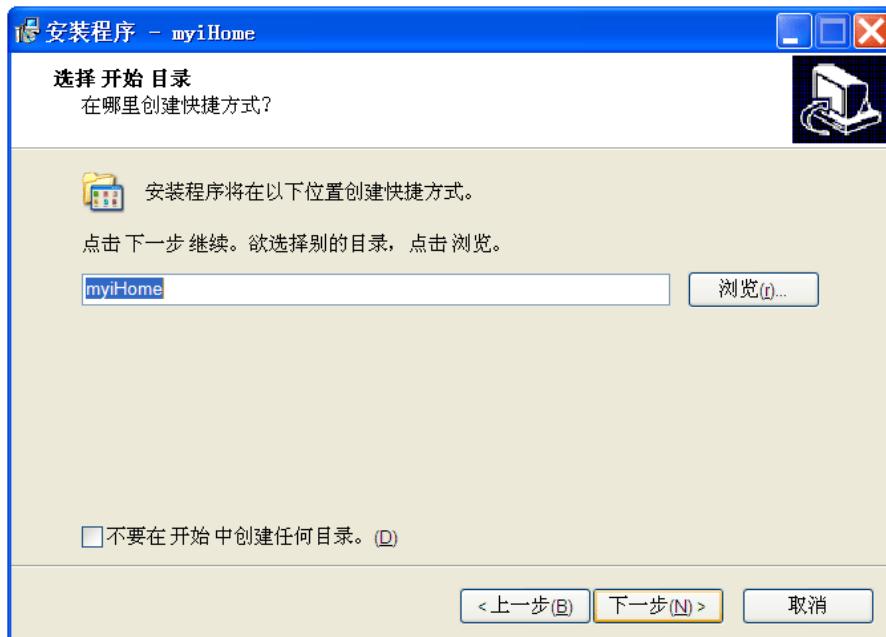 安装程序 - myiHome
选择 开始 目录
在哪里创建快捷方式?
安装程序将在以下位置创建快捷方式。
点击 下一步 继续。欲选择别的目录，点击 浏览。
myiHome
浏览(r)...
不要在 开始 中创建任何目录。(D)
<上一步(B)
下一步(N)>
取消